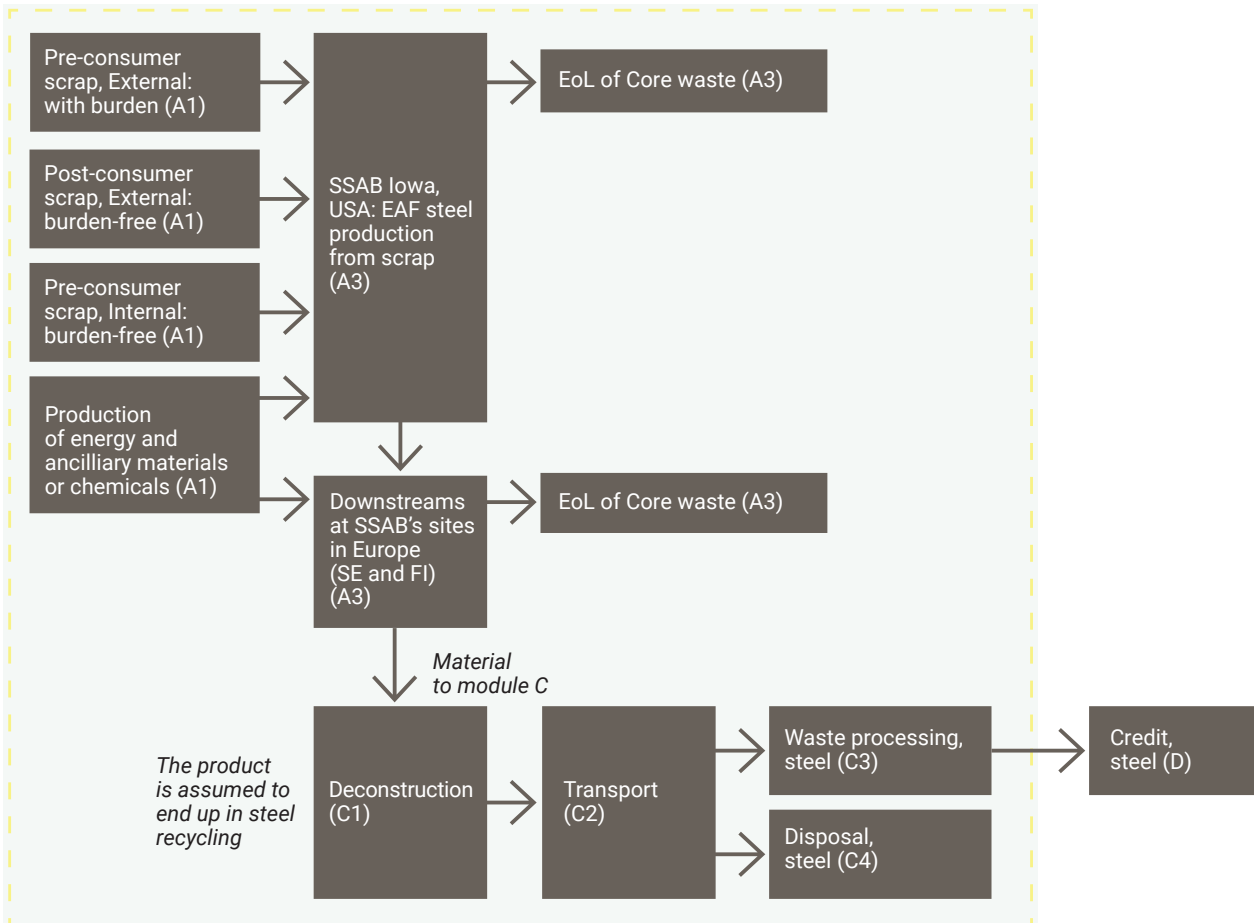 Pre-consumer
scrap, External:
with burden (A1)
EoL of Core waste (A3)
Post-consumer
scrap, External:
burden-free (A1)
SSAB Iowa,
USA: EAF steel
production
from scrap
(A3)
Pre-consumer
scrap, Internal:
burden-free (A1)
Production
of energy and
ancilliary materials
or chemicals (A1)
Downstreams
at SSAB's sites
in Europe
(SE and FI)
(A3)
EoL of Core waste (A3)
Material
to module C
The product
is assumed to
end up in steel
recycling
Deconstruction
(C1)
Transport
(C2)
Waste processing,
steel (C3)
Credit,
steel (D)
Disposal,
steel (C4)